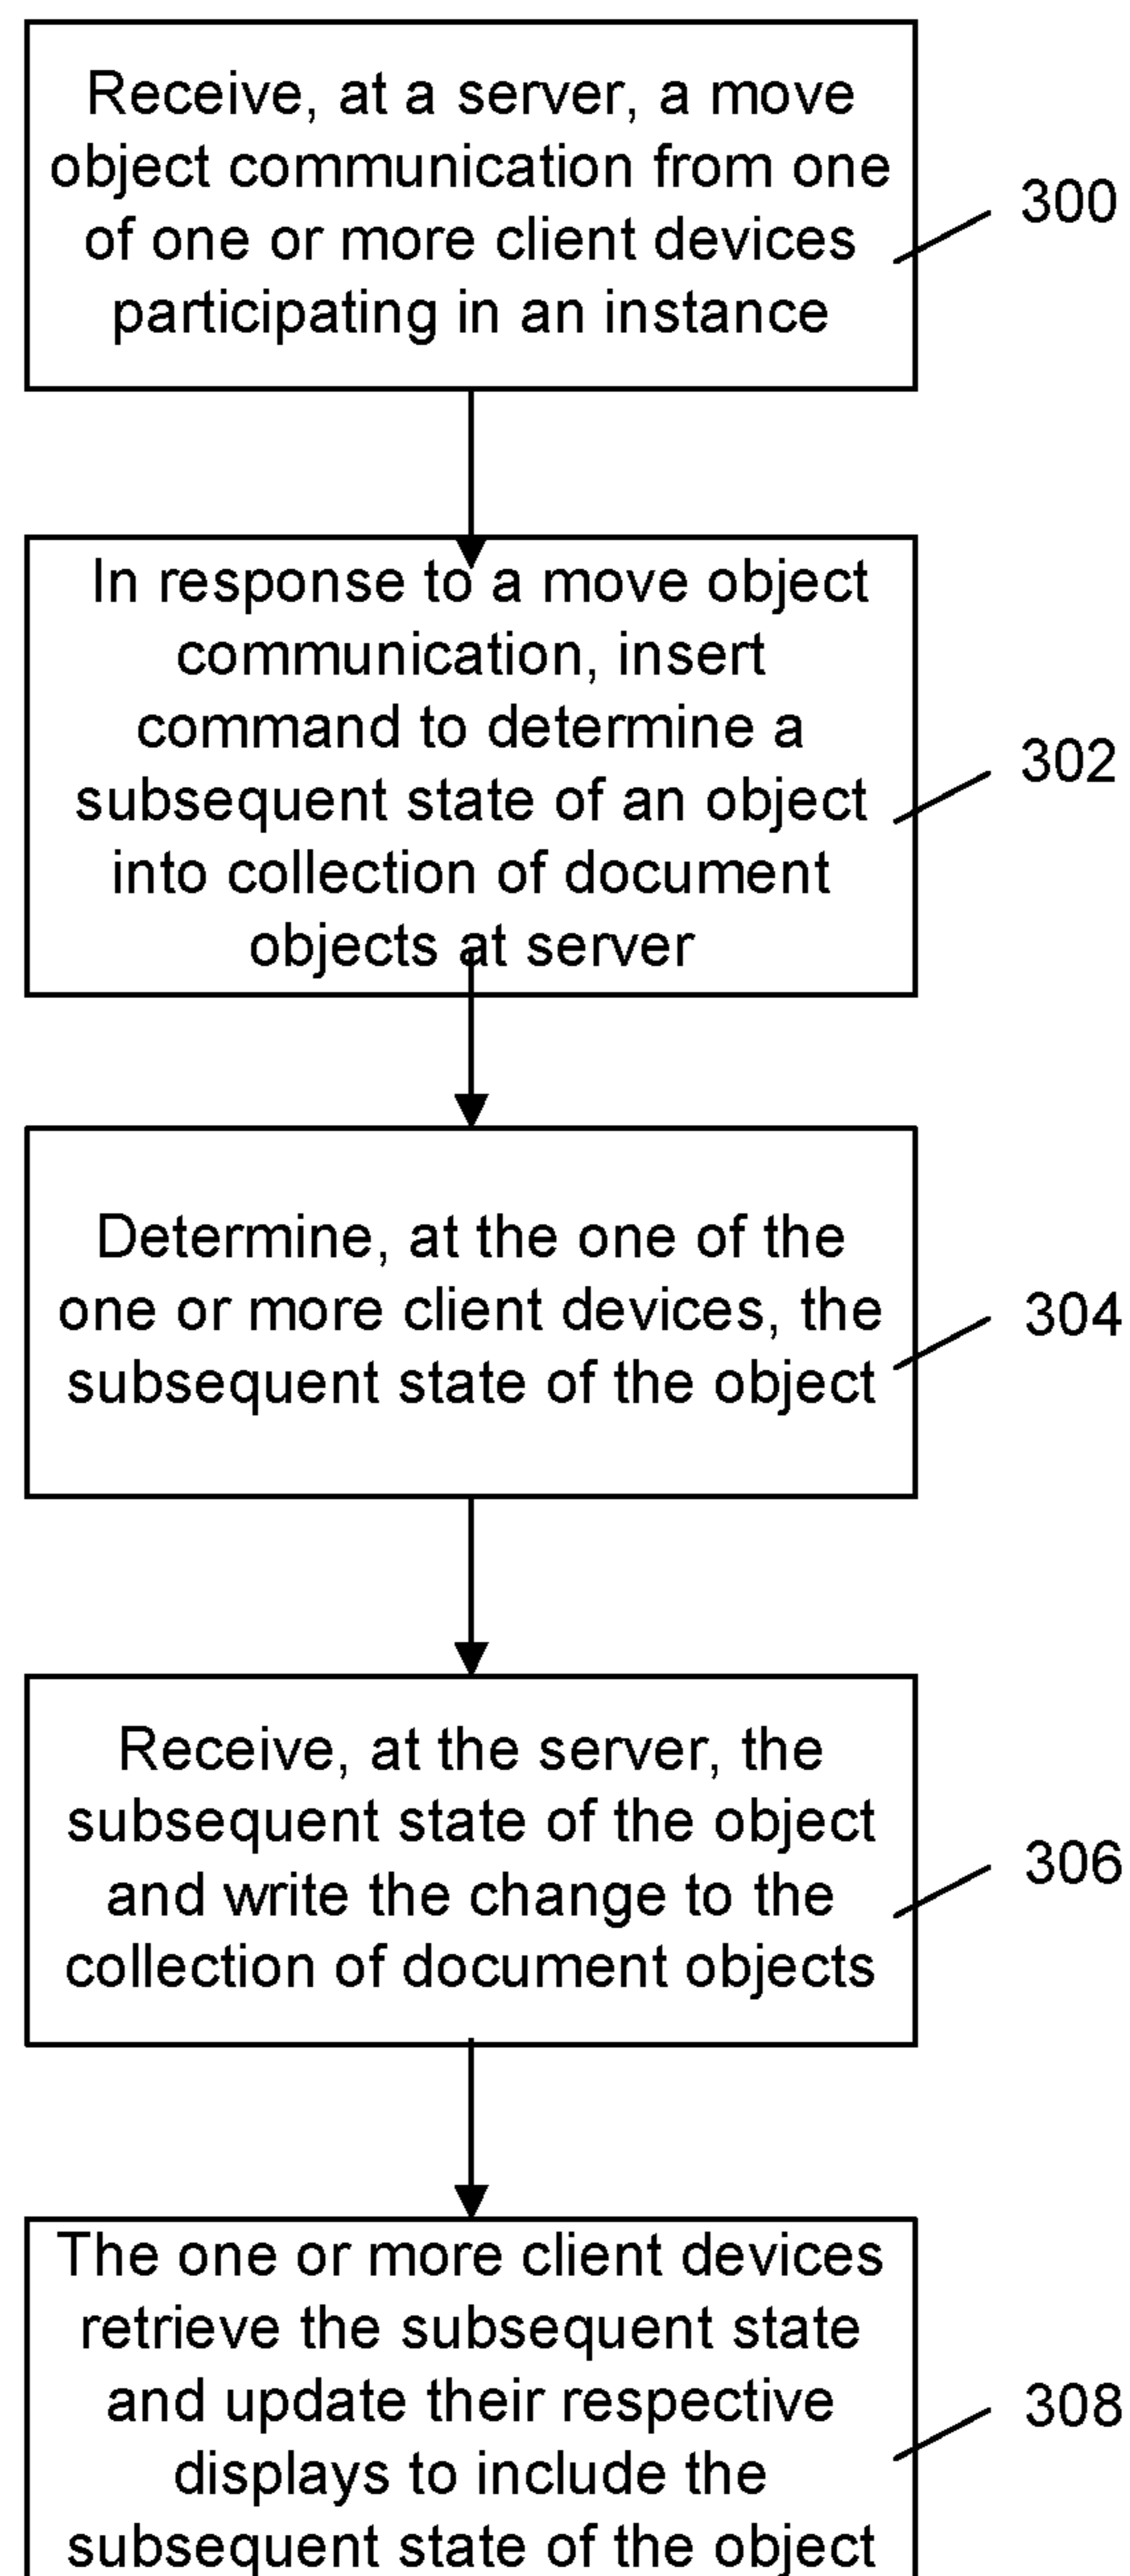 Receive, at a server, a move
object communication from one
of one or more client devices
participating in an instance
300
In response to a move object
communication, insert
command to determine a
subsequent state of an object
into collection of document
objects at server
302
Determine, at the one of the
one or more client devices, the
subsequent state of the object
304
Receive, at the server, the
subsequent state of the object
and write the change to the
collection of document objects
306
The one or more client devices
retrieve the subsequent state
and update their respective
displays to include the
subsequent state of the object
308